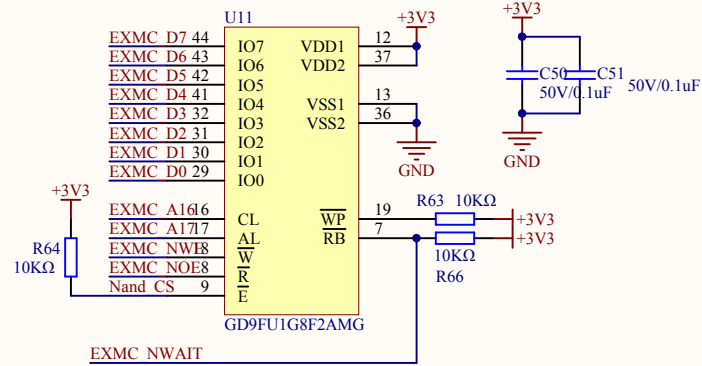 U11
+3V3
+3V3
EXMC_D7 44 IO7 VDD1 12
EXMC_D6 43 IO6 VDD2 37
EXMC_D5 42 IO5
EXMC_D4 41 IO4 VSS1 13
EXMC_D3 32 IO3 VSS2 36
EXMC_D2 31 IO2
EXMC_D1 30 IO1
EXMC_D0 29 IO0
GND
C50 50V/0.1uF
C51 50V/0.1uF
GND
+3V3
R64 10KΩ
EXMC_A16 16 CL WP 19 R63 10KΩ +3V3
EXMC_A17 17 AL RB 7 10KΩ R66 +3V3
EXMC_NWE 8 W
EXMC_NOE 8 R
Nand_CS 9 E
GD9FU1G8F2AMG
EXMC_NWAIT